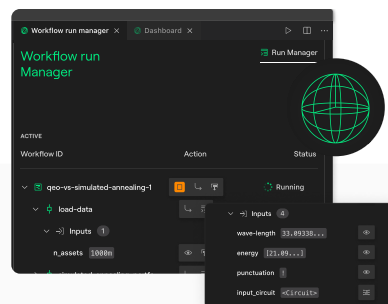 Workflow run manager
Dashboard
Workflow run
Manager
Run Manager
ACTIVE
Workflow ID Action Status
qeo-vs-simulated-annealing-1 Running
load-data
Inputs 1
n_assets 1000n
Inputs 4
wave-length 33.09338...
energy [21.09...]
punctuation !
input_circuit <Circuit>